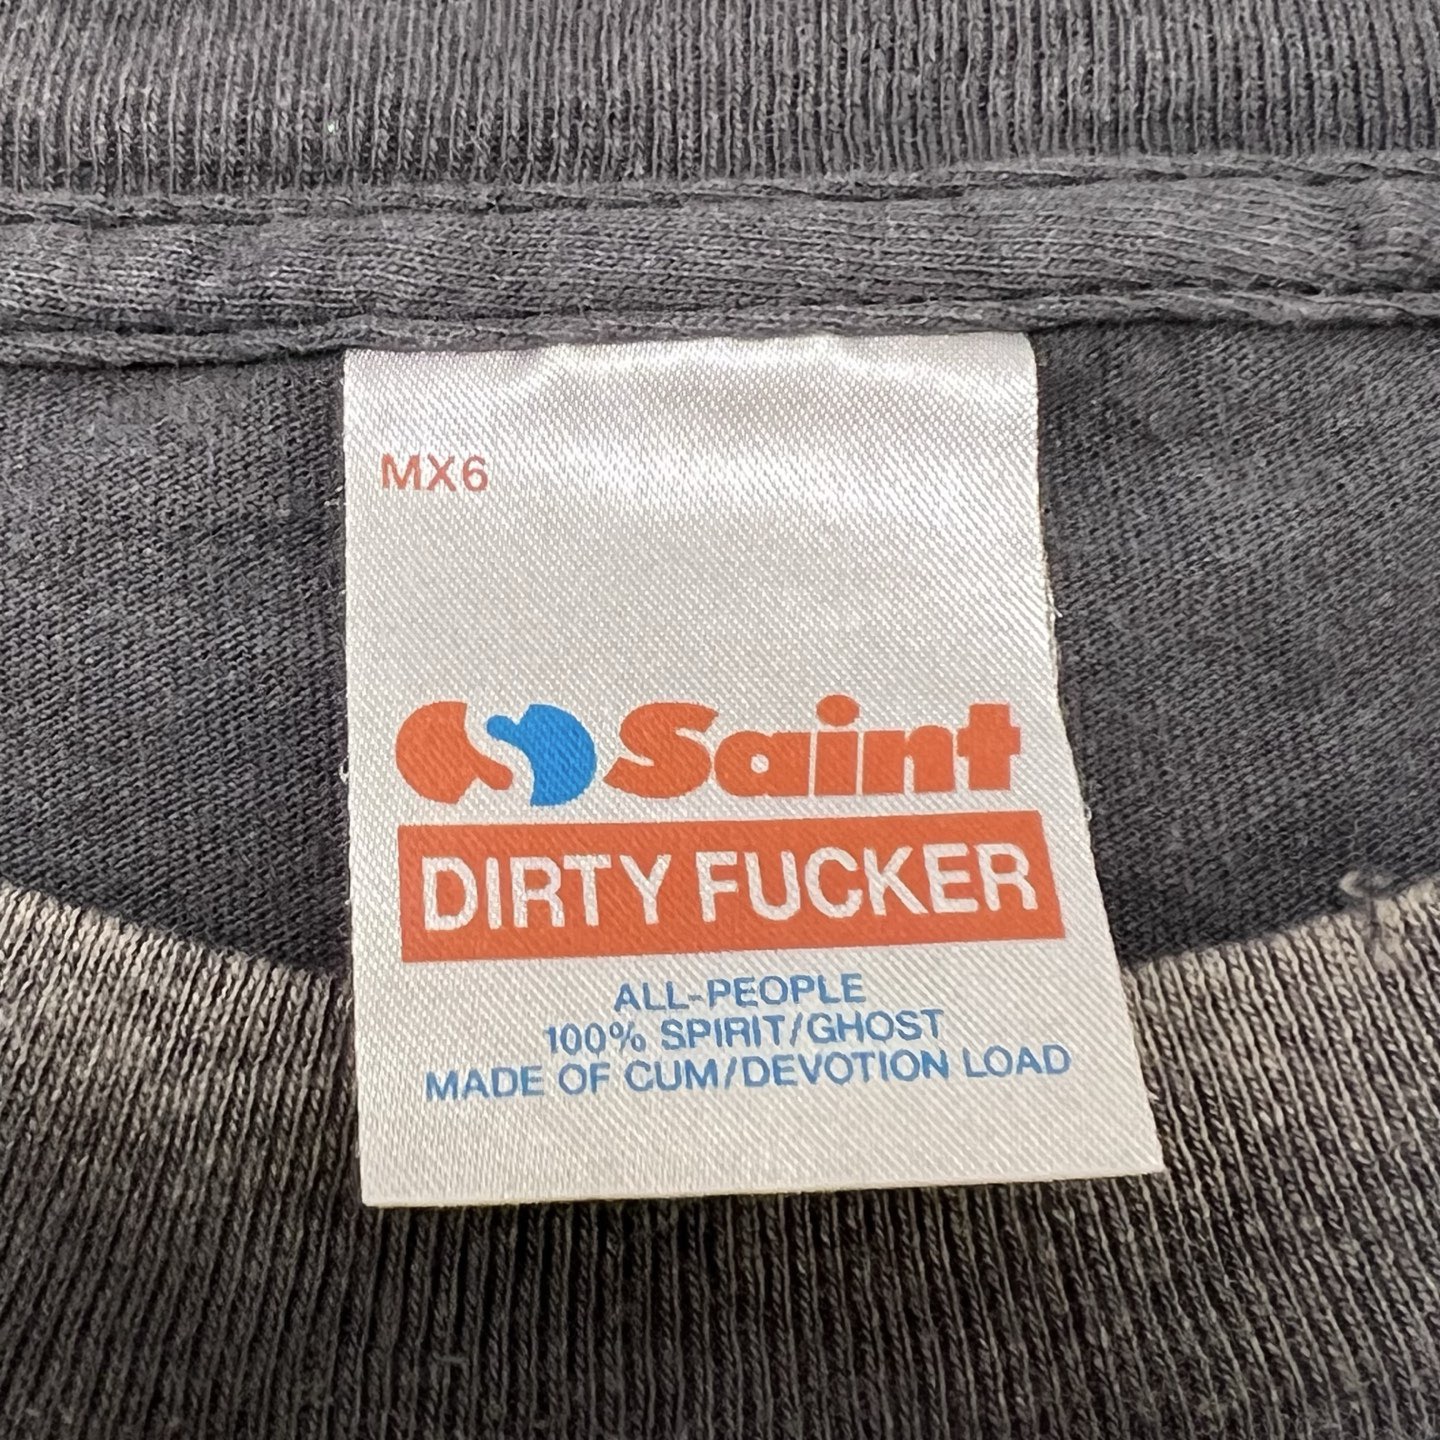 MX6
Saint
DIRTY FUCKER
ALL-PEOPLE
100% SPIRIT/GHOST
MADE OF CUM/DEVOTION LOAD